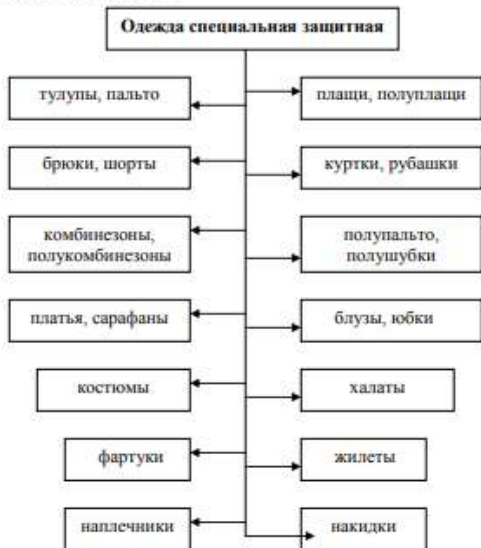 Одежда специальная защитная
тулупы, пальто
плащи, полуплащи
брюки, шорты
куртки, рубашки
комбинезоны,
полукомбинезоны
полупальто,
полушубки
платья, сарафаны
блузы, юбки
костюмы
халаты
фартуки
жилеты
наплечники
накидки